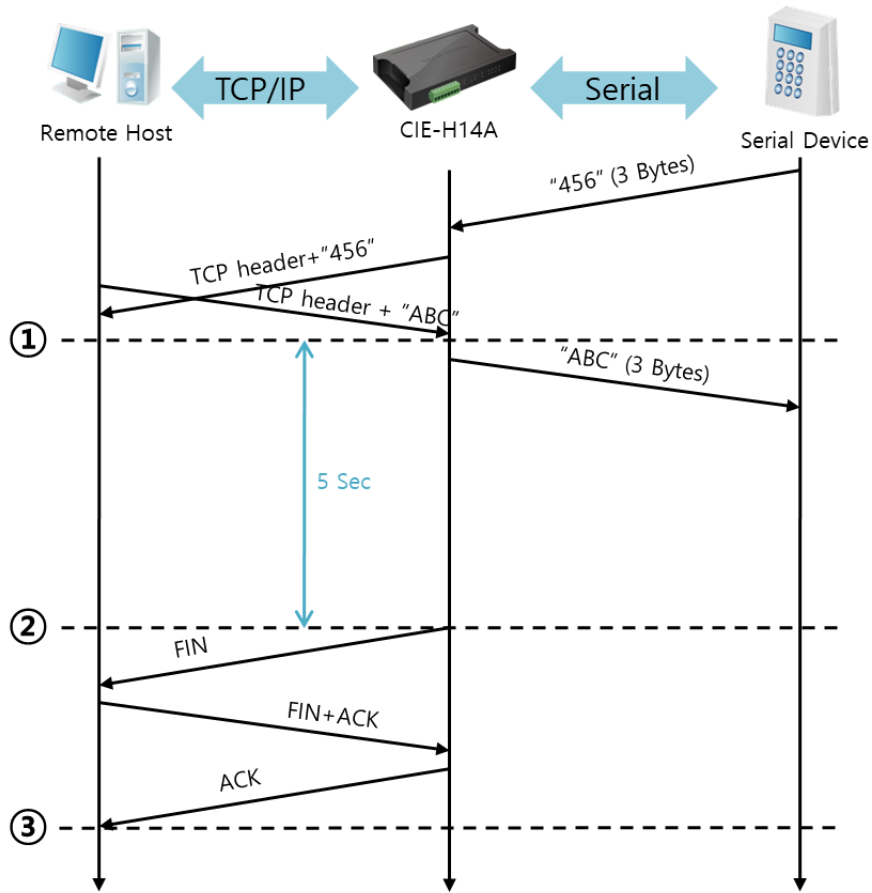 TCP/IP
Serial
Remote Host
CIE-H14A
Serial Device
"456" (3 Bytes)
TCP header+"456"
TCP header + "ABC"
①
"ABC" (3 Bytes)
5 Sec
②
FIN
FIN+ACK
ACK
③